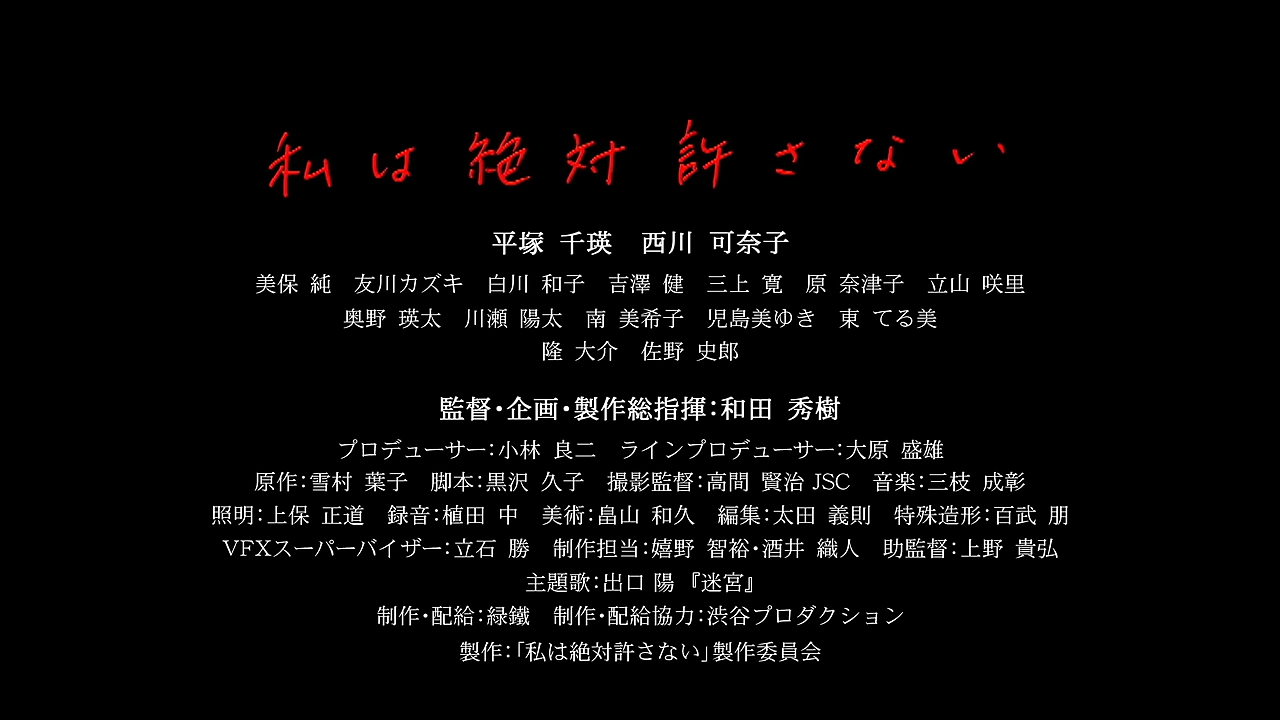 私は絶対許さない
平塚 千瑛　西川 可奈子
美保 純　友川カズキ　白川 和子　吉澤 健　三上 寛　原 奈津子　立山 咲里
奥野 瑛太　川瀬 陽太　南 美希子　児島美ゆき　東 てる美
隆 大介　佐野 史郎
監督・企画・製作総指揮：和田 秀樹
プロデューサー：小林 良二　ラインプロデューサー：大原 盛雄
原作：雪村 葉子　脚本：黒沢 久子　撮影監督：高間 賢治 JSC　音楽：三枝 成彰
照明：上保 正道　録音：植田 中　美術：畠山 和久　編集：太田 義則　特殊造形：百武 朋
VFXスーパーバイザー：立石 勝　制作担当：嬉野 智裕・酒井 織人　助監督：上野 貴弘
主題歌：出口 陽 『迷宮』
制作・配給：緑鐵　制作・配給協力：渋谷プロダクション
製作：「私は絶対許さない」製作委員会